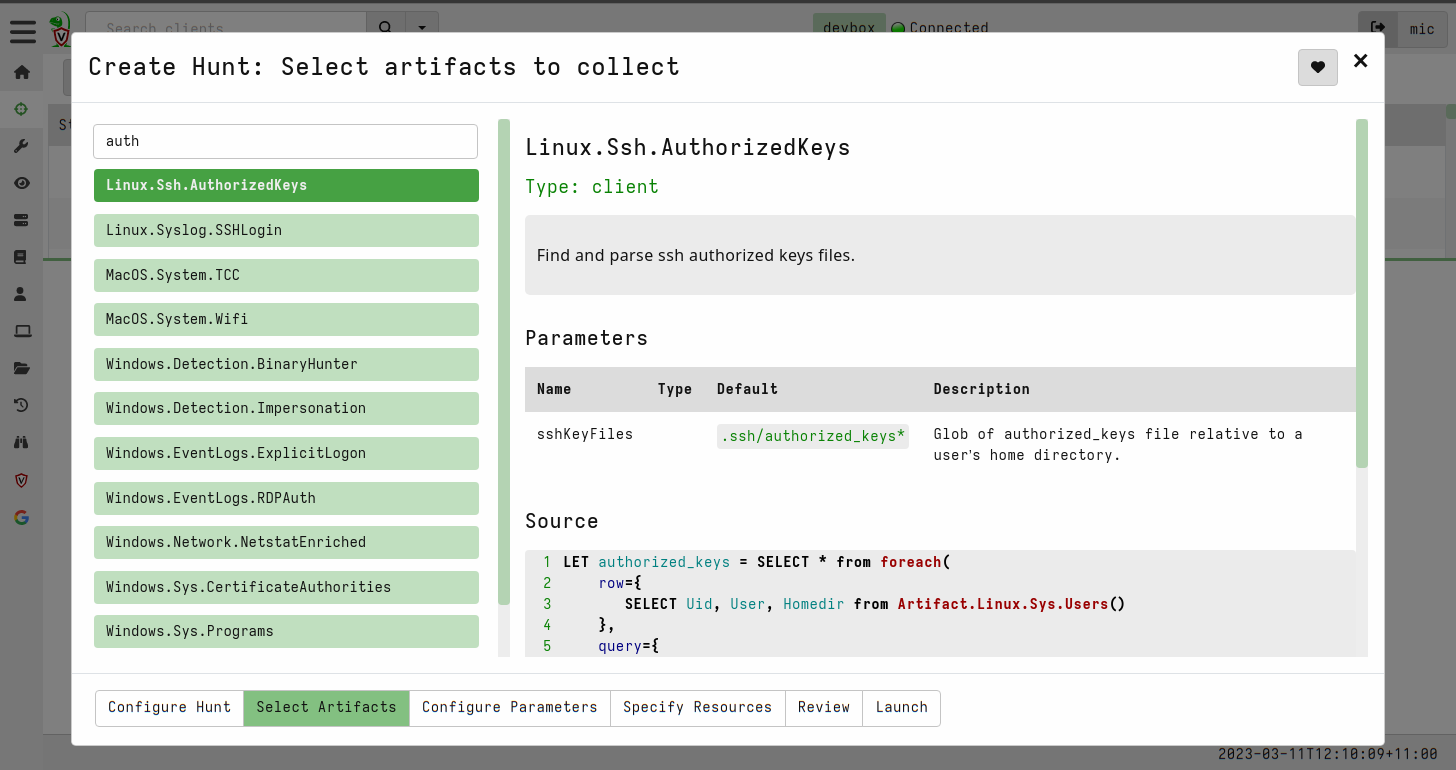 Search clients
devbox
Connected
mic
Create Hunt: Select artifacts to collect
auth
Linux.Ssh.AuthorizedKeys
Linux.Syslog.SSHLogin
MacOS.System.TCC
MacOS.System.Wifi
Windows.Detection.BinaryHunter
Windows.Detection.Impersonation
Windows.EventLogs.ExplicitLogon
Windows.EventLogs.RDPAuth
Windows.Network.NetstatEnriched
Windows.Sys.CertificateAuthorities
Windows.Sys.Programs
Linux.Ssh.AuthorizedKeys
Type: client
Find and parse ssh authorized keys files.
Parameters
Name Type Default Description
sshKeyFiles .ssh/authorized_keys* Glob of authorized_keys file relative to a
user's home directory.
Source
1 LET authorized_keys = SELECT * from foreach(
2 row={
3 SELECT Uid, User, Homedir from Artifact.Linux.Sys.Users()
4 },
5 query={
Configure Hunt Select Artifacts Configure Parameters Specify Resources Review Launch
2023-03-11T12:10:09+11:00